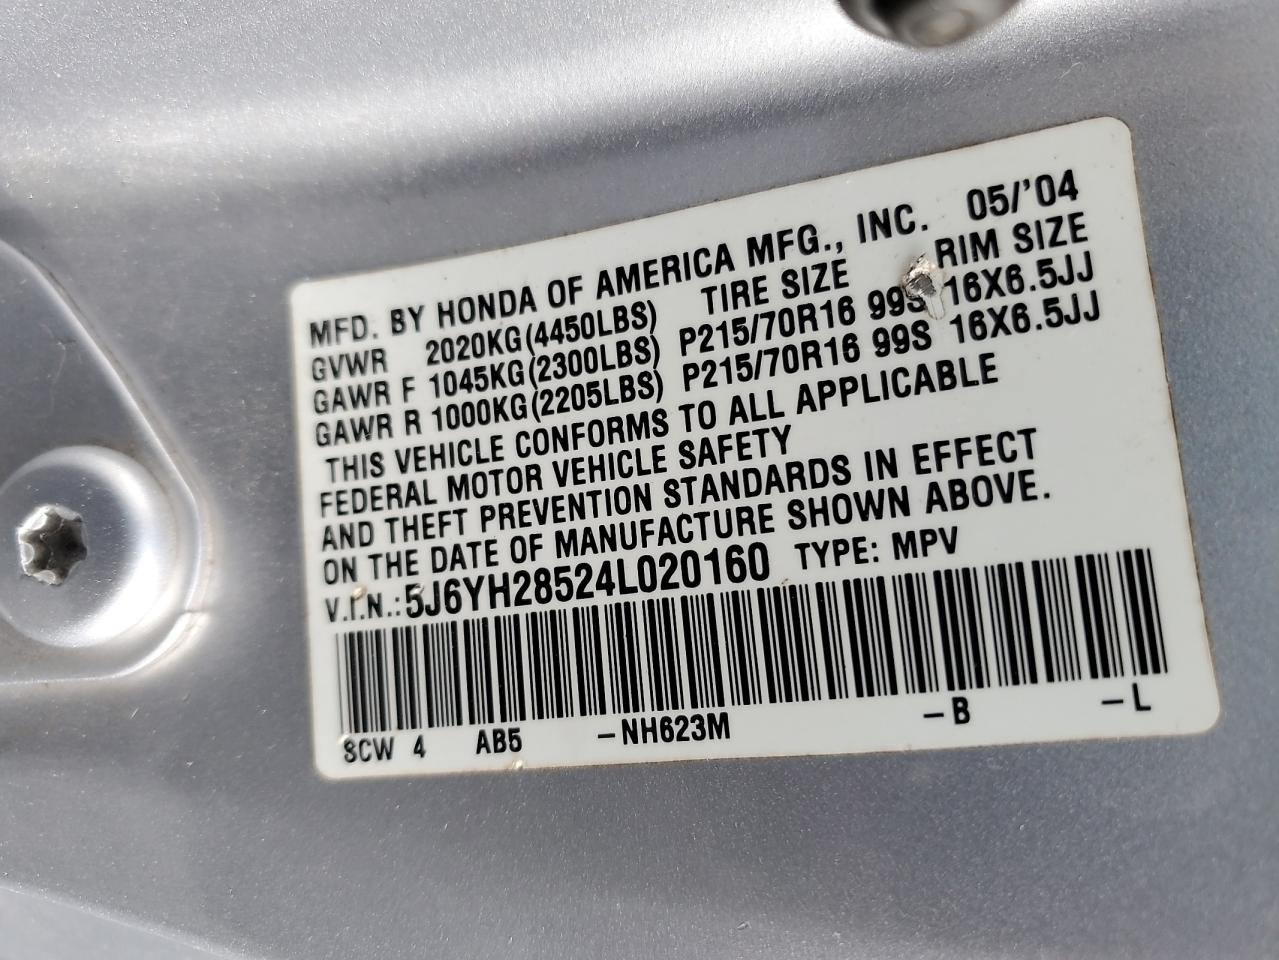 MFD. BY HONDA OF AMERICA MFG., INC. 05/'04
GVWR 2020KG(4450LBS) TIRE SIZE RIM SIZE
GAWR F 1045KG(2300LBS) P215/70R16 99S 16X6.5JJ
GAWR R 1000KG(2205LBS) P215/70R16 99S 16X6.5JJ
THIS VEHICLE CONFORMS TO ALL APPLICABLE
FEDERAL MOTOR VEHICLE SAFETY
AND THEFT PREVENTION STANDARDS IN EFFECT
ON THE DATE OF MANUFACTURE SHOWN ABOVE.
V.I.N.: 5J6YH28524L020160 TYPE: MPV
SCW 4 AB5 -NH623M -B -L